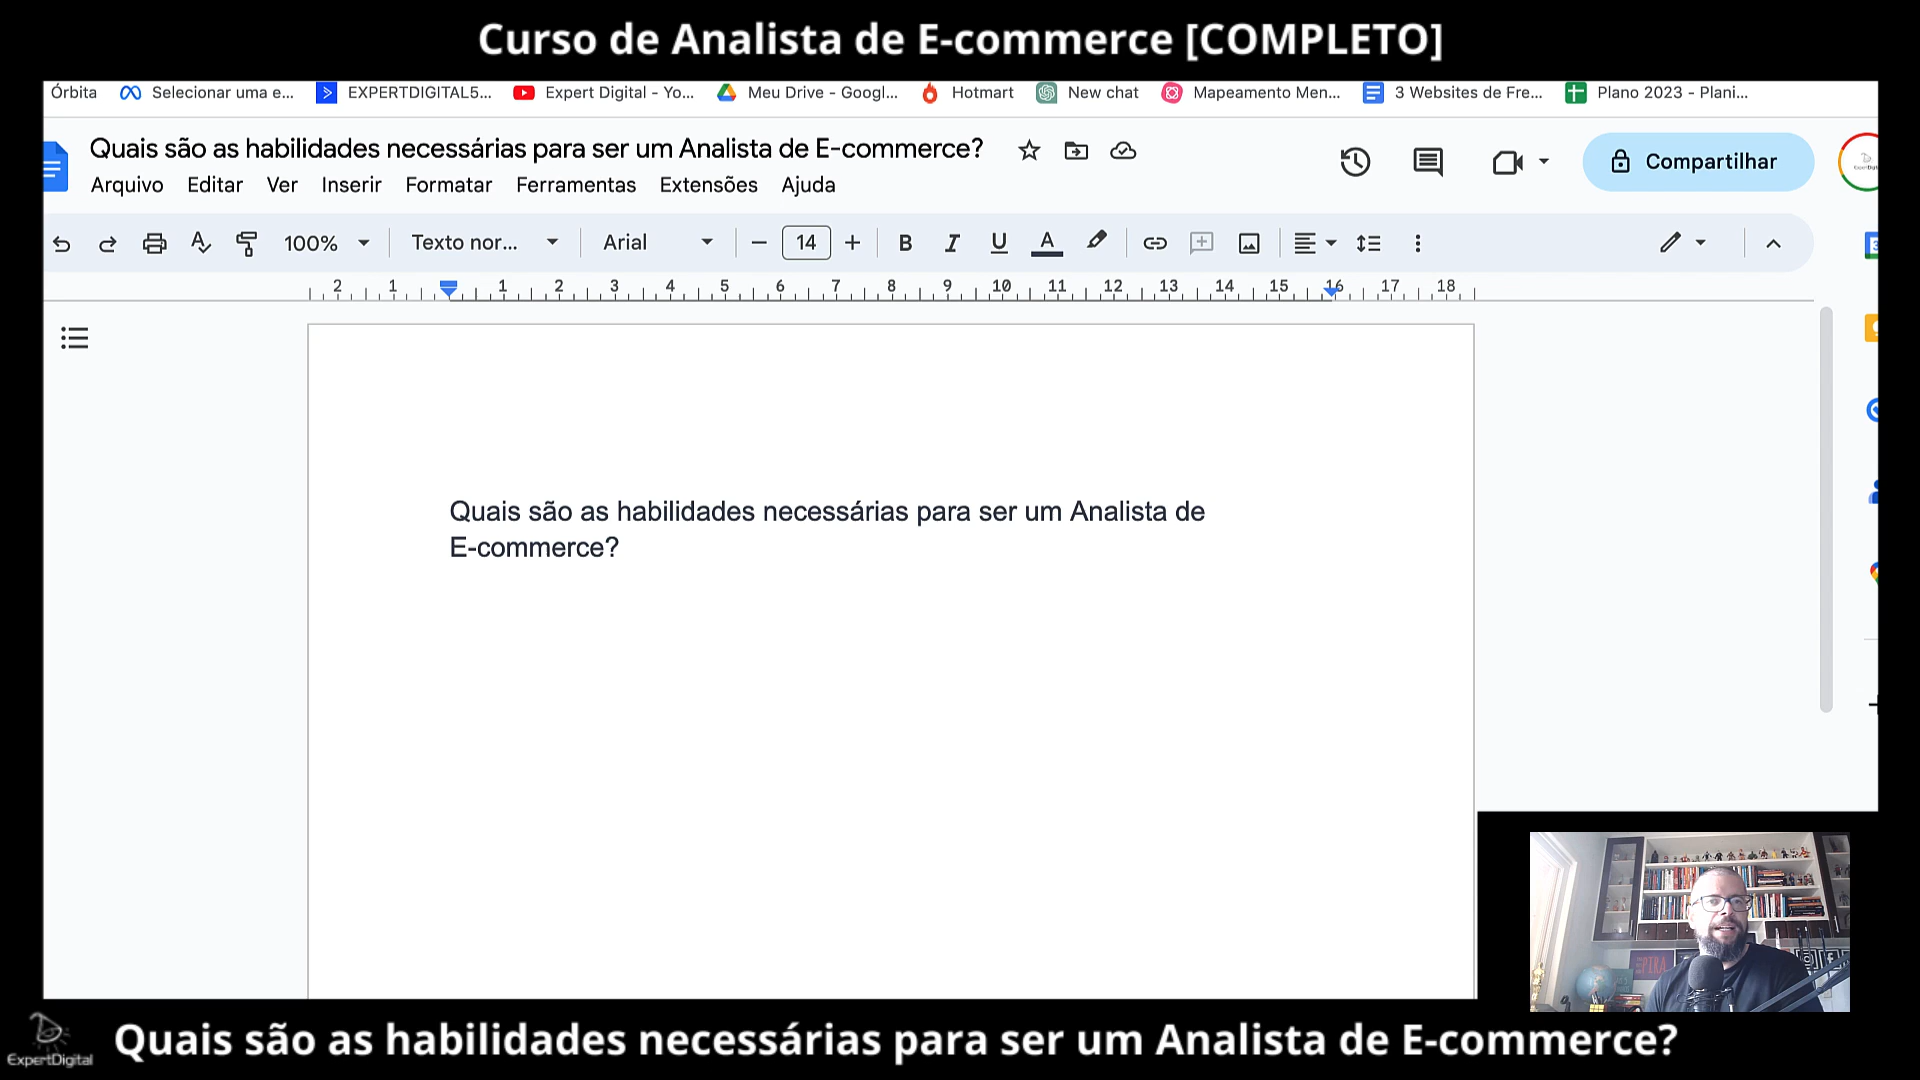 Curso de Analista de E-commerce [COMPLETO]
Órbita Selecionar uma e... EXPERTDIGITAL5... Expert Digital - Yo... Meu Drive - Googl... Hotmart New chat Mapeamento Men... 3 Websites de Fre... Plano 2023 - Plani...
Quais são as habilidades necessárias para ser um Analista de E-commerce?
Compartilhar
Arquivo Editar Ver Inserir Formatar Ferramentas Extensões Ajuda
100% Texto nor... Arial 14 B I U A
2 1 1 2 3 4 5 6 7 8 9 10 11 12 13 14 15 16 17 18
Quais são as habilidades necessárias para ser um Analista de
E-commerce?
ExpertDigital
Quais são as habilidades necessárias para ser um Analista de E-commerce?